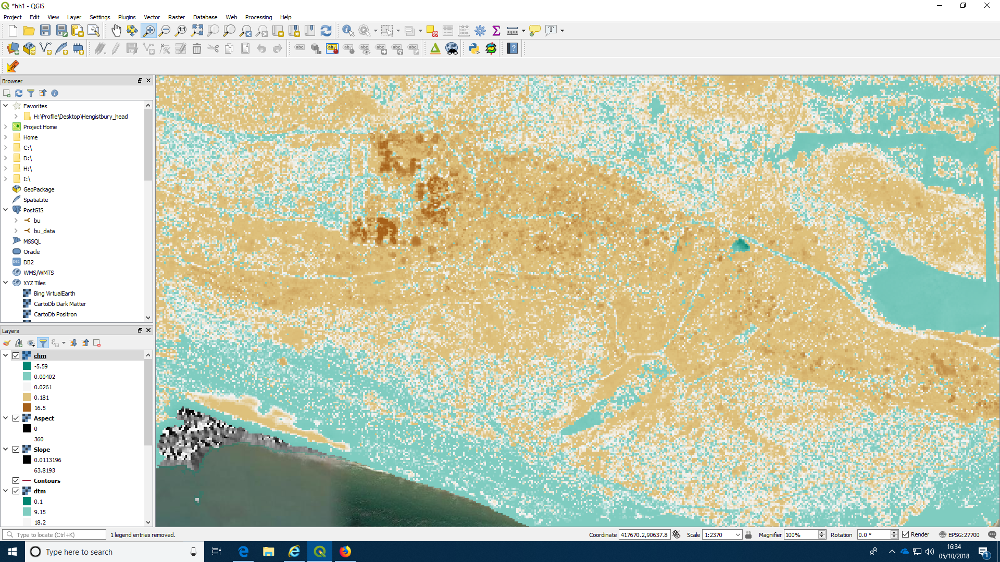 *hh1 - QGIS
Project Edit View Layer Settings Plugins Vector Raster Database Web Processing Help
Browser
Favorites
H:\Profile\Desktop\Hengistbury_head
Project Home
Home
C:\
D:\
H:\
I:\
GeoPackage
SpatiaLite
PostGIS
bu
bu_data
MSSQL
Oracle
DB2
WMS/WMTS
XYZ Tiles
Bing VirtualEarth
CartoDb Dark Matter
CartoDb Positron
Layers
chm
-5.59
0.00402
0.0261
0.181
16.5
Aspect
0
360
Slope
0.0113196
63.8193
Contours
dtm
0.1
9.15
18.2
Type to locate (Ctrl+K) 1 legend entries removed. Coordinate 417670.2,90637.8 Scale 1:2370 Magnifier 100% Rotation 0.0 ° Render EPSG:27700
Type here to search
16:34
05/10/2018
1